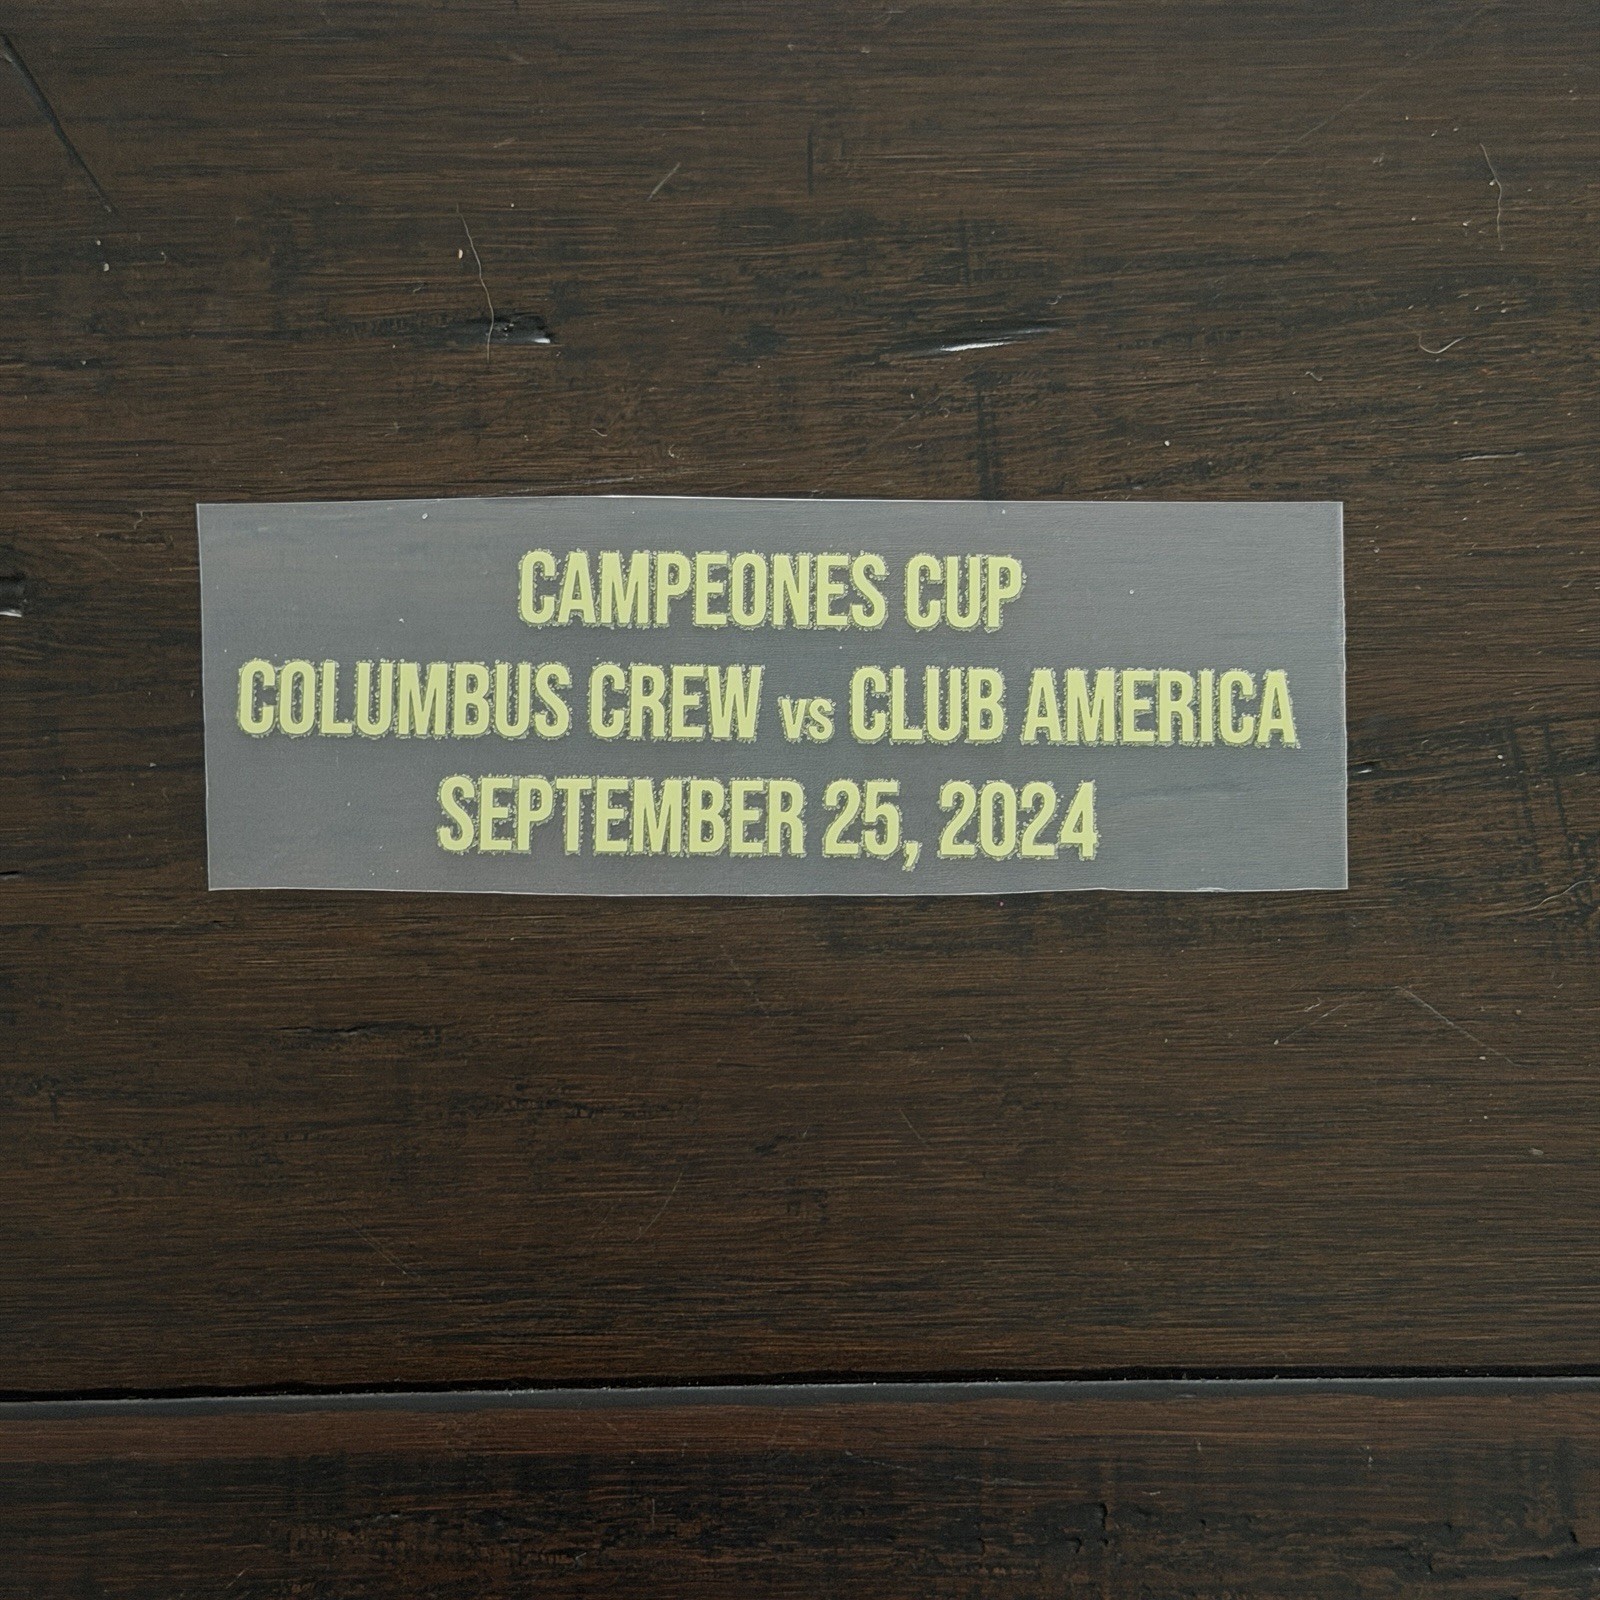 CAMPEONES CUP
COLUMBUS CREW vs CLUB AMERICA
SEPTEMBER 25, 2024